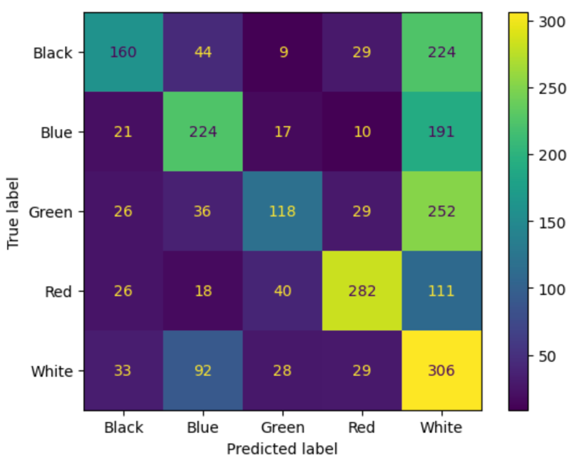 300
Black 160 44 9 29 224
250
Blue 21 224 17 10 191
200
True label
Green 26 36 118 29 252
150
Red 26 18 40 282 111
100
White 33 92 28 29 306
50
Black Blue Green Red White
Predicted label